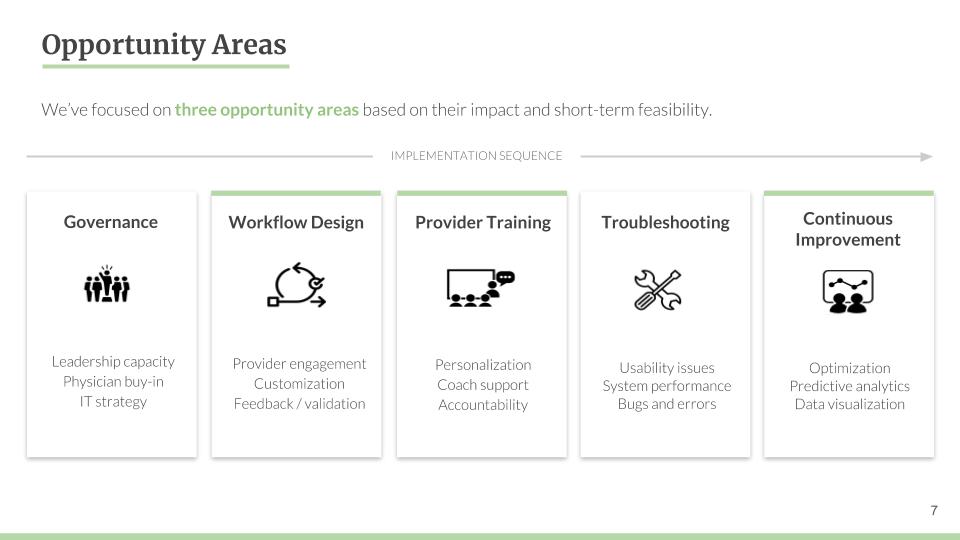 Opportunity Areas
We’ve focused on three opportunity areas based on their impact and short-term feasibility.
IMPLEMENTATION SEQUENCE
Governance
Leadership capacity
Physician buy-in
IT strategy
Workflow Design
Provider engagement
Customization
Feedback / validation
Provider Training
Personalization
Coach support
Accountability
Troubleshooting
Usability issues
System performance
Bugs and errors
Continuous
Improvement
Optimization
Predictive analytics
Data visualization
7